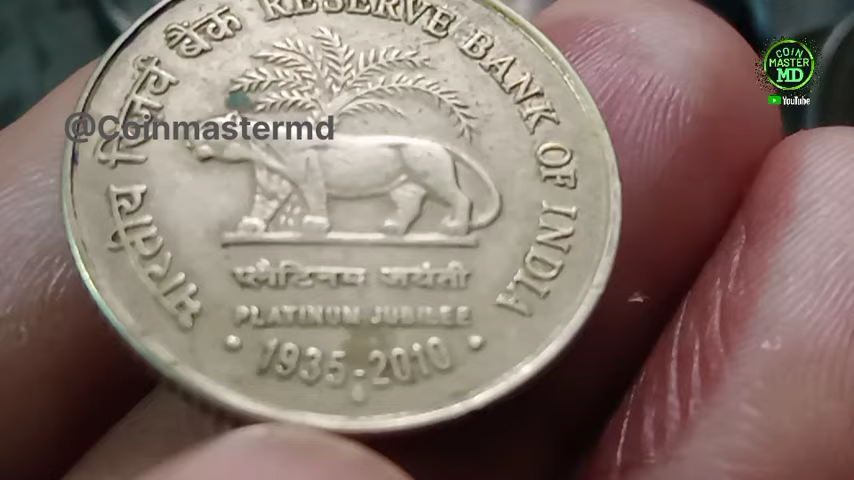 भारतीय रिज़र्व बैंक
RESERVE BANK OF INDIA
@Coinmastermd
प्लैटिनम जयंती
PLATINUM JUBILEE
1935-2010
COIN
MASTER
MD
YouTube